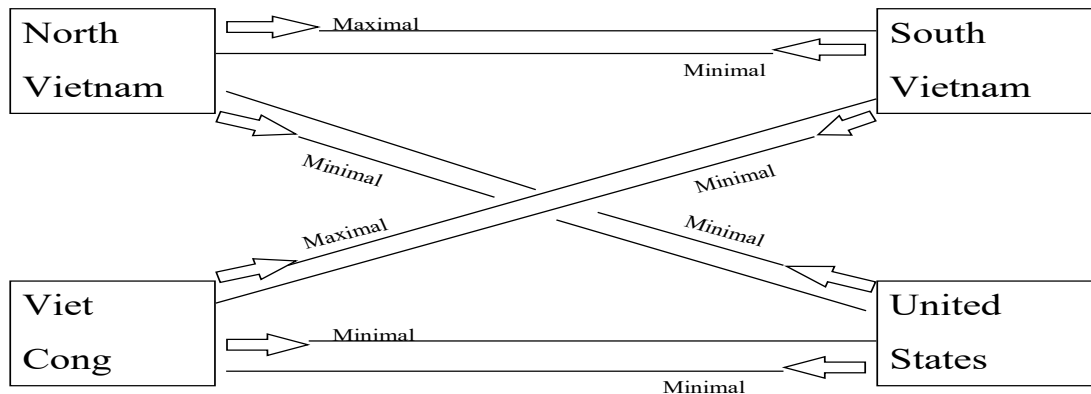 North
Vietnam
Maximal
Minimal
South
Vietnam
Minimal
Minimal
Maximal
Minimal
Viet
Cong
Minimal
Minimal
United
States